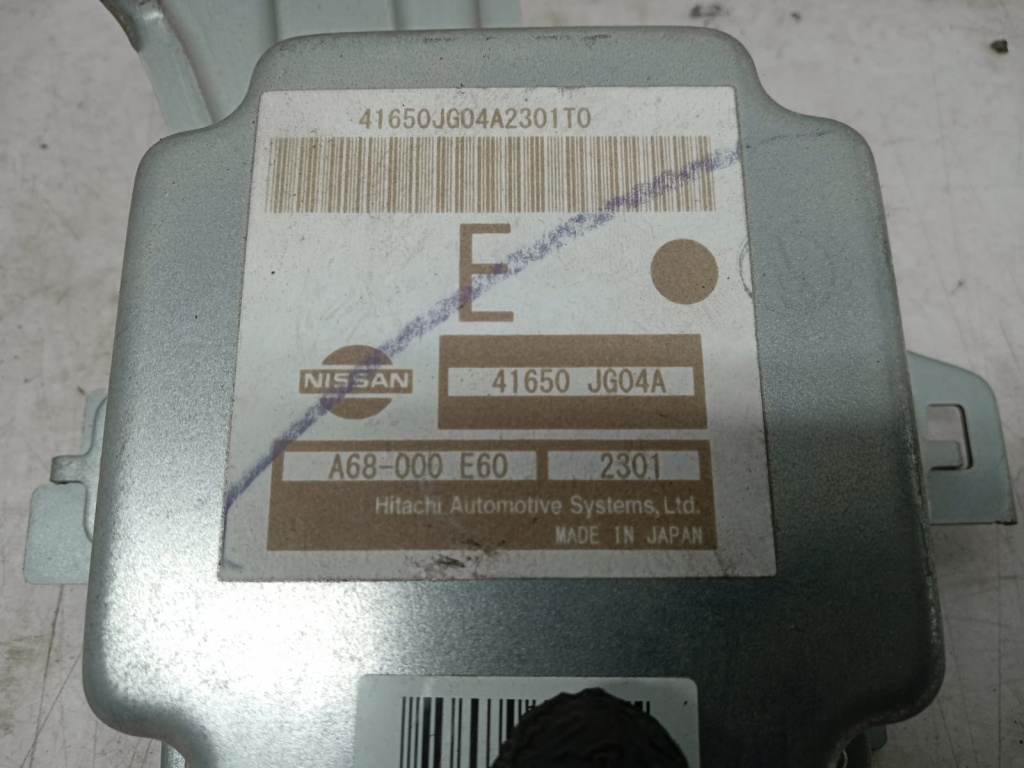 41650JG04A2301T0
E
NISSAN
41650 JG04A
A68-000 E60 2301
Hitachi Automotive Systems, Ltd.
MADE IN JAPAN